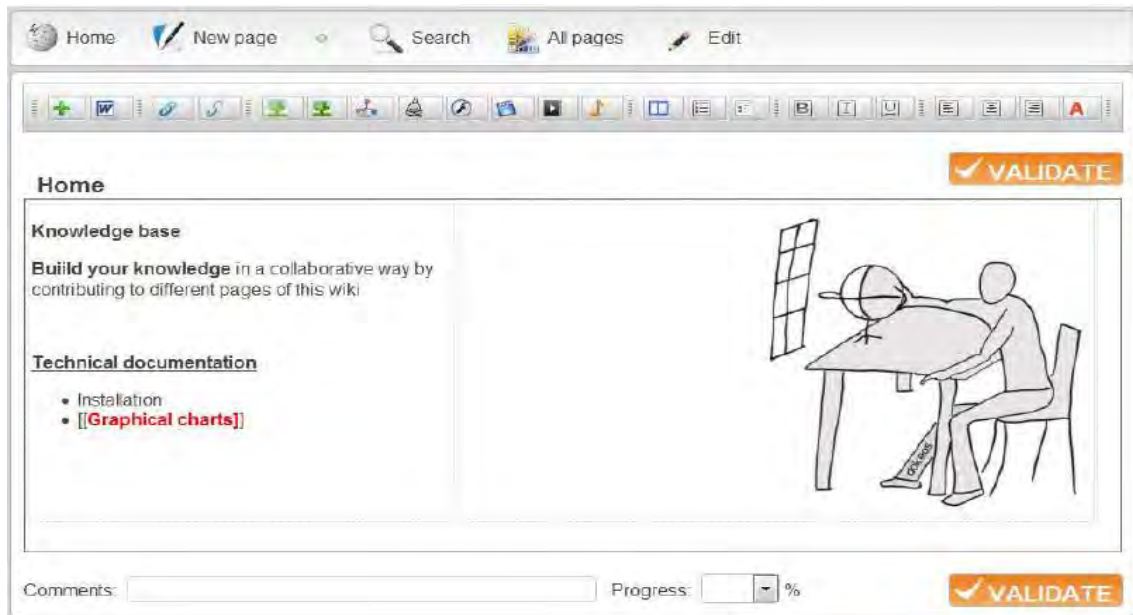 Home New page Search All pages Edit
B I U A
Home
VALIDATE
Knowledge base
Buiild your knowledge in a collaborative way by
contributing to different pages of this wiki
Technical documentation
• Installation
• [[Graphical charts]]
dokeos
Comments: Progress: %
VALIDATE